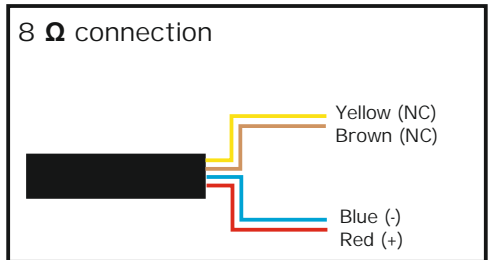 8 Ω connection
Yellow (NC)
Brown (NC)
Blue (-)
Red (+)